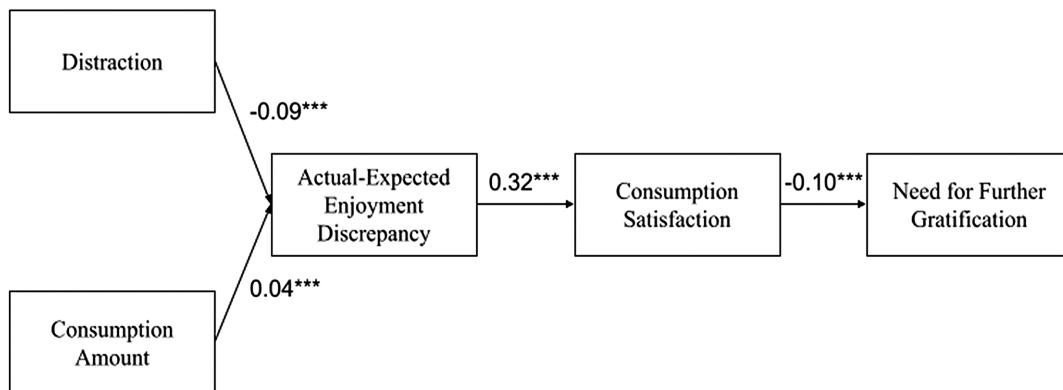 Distraction
-0.09***
Actual-Expected
Enjoyment
Discrepancy
0.32***
Consumption
Satisfaction
-0.10***
Need for Further
Gratification
0.04***
Consumption
Amount